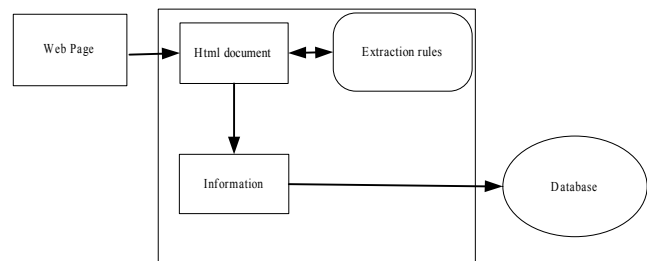 Web Page
Html document
Extraction rules
Information
Database